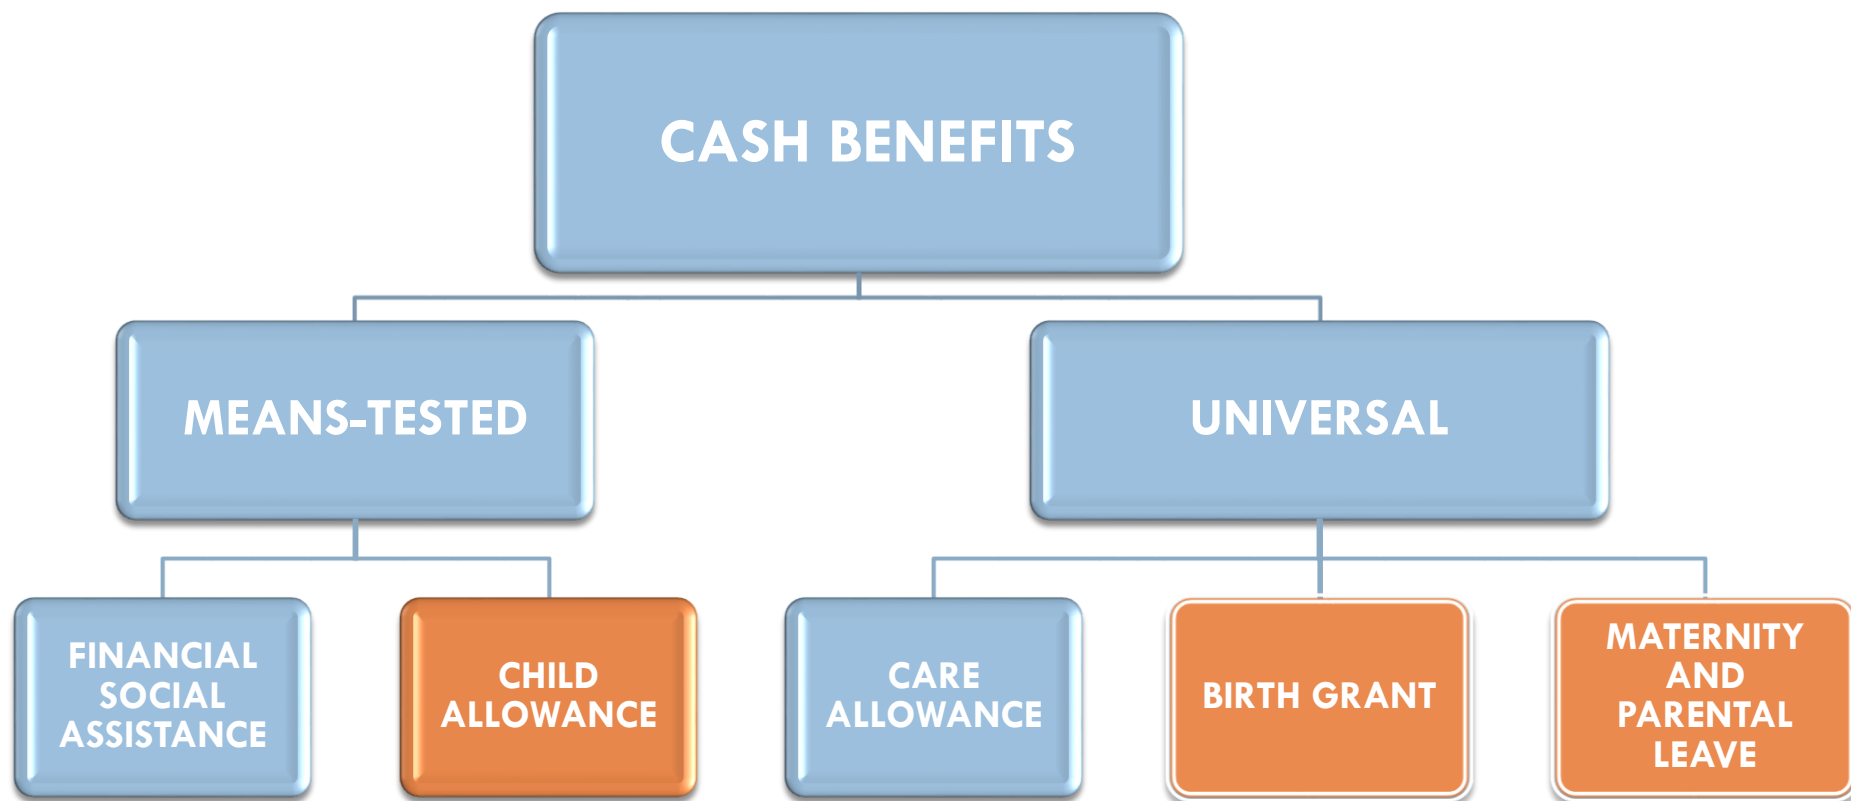 CASH BENEFITS
MEANS-TESTED
UNIVERSAL
FINANCIAL
SOCIAL
ASSISTANCE
CHILD
ALLOWANCE
CARE
ALLOWANCE
BIRTH GRANT
MATERNITY
AND
PARENTAL
LEAVE